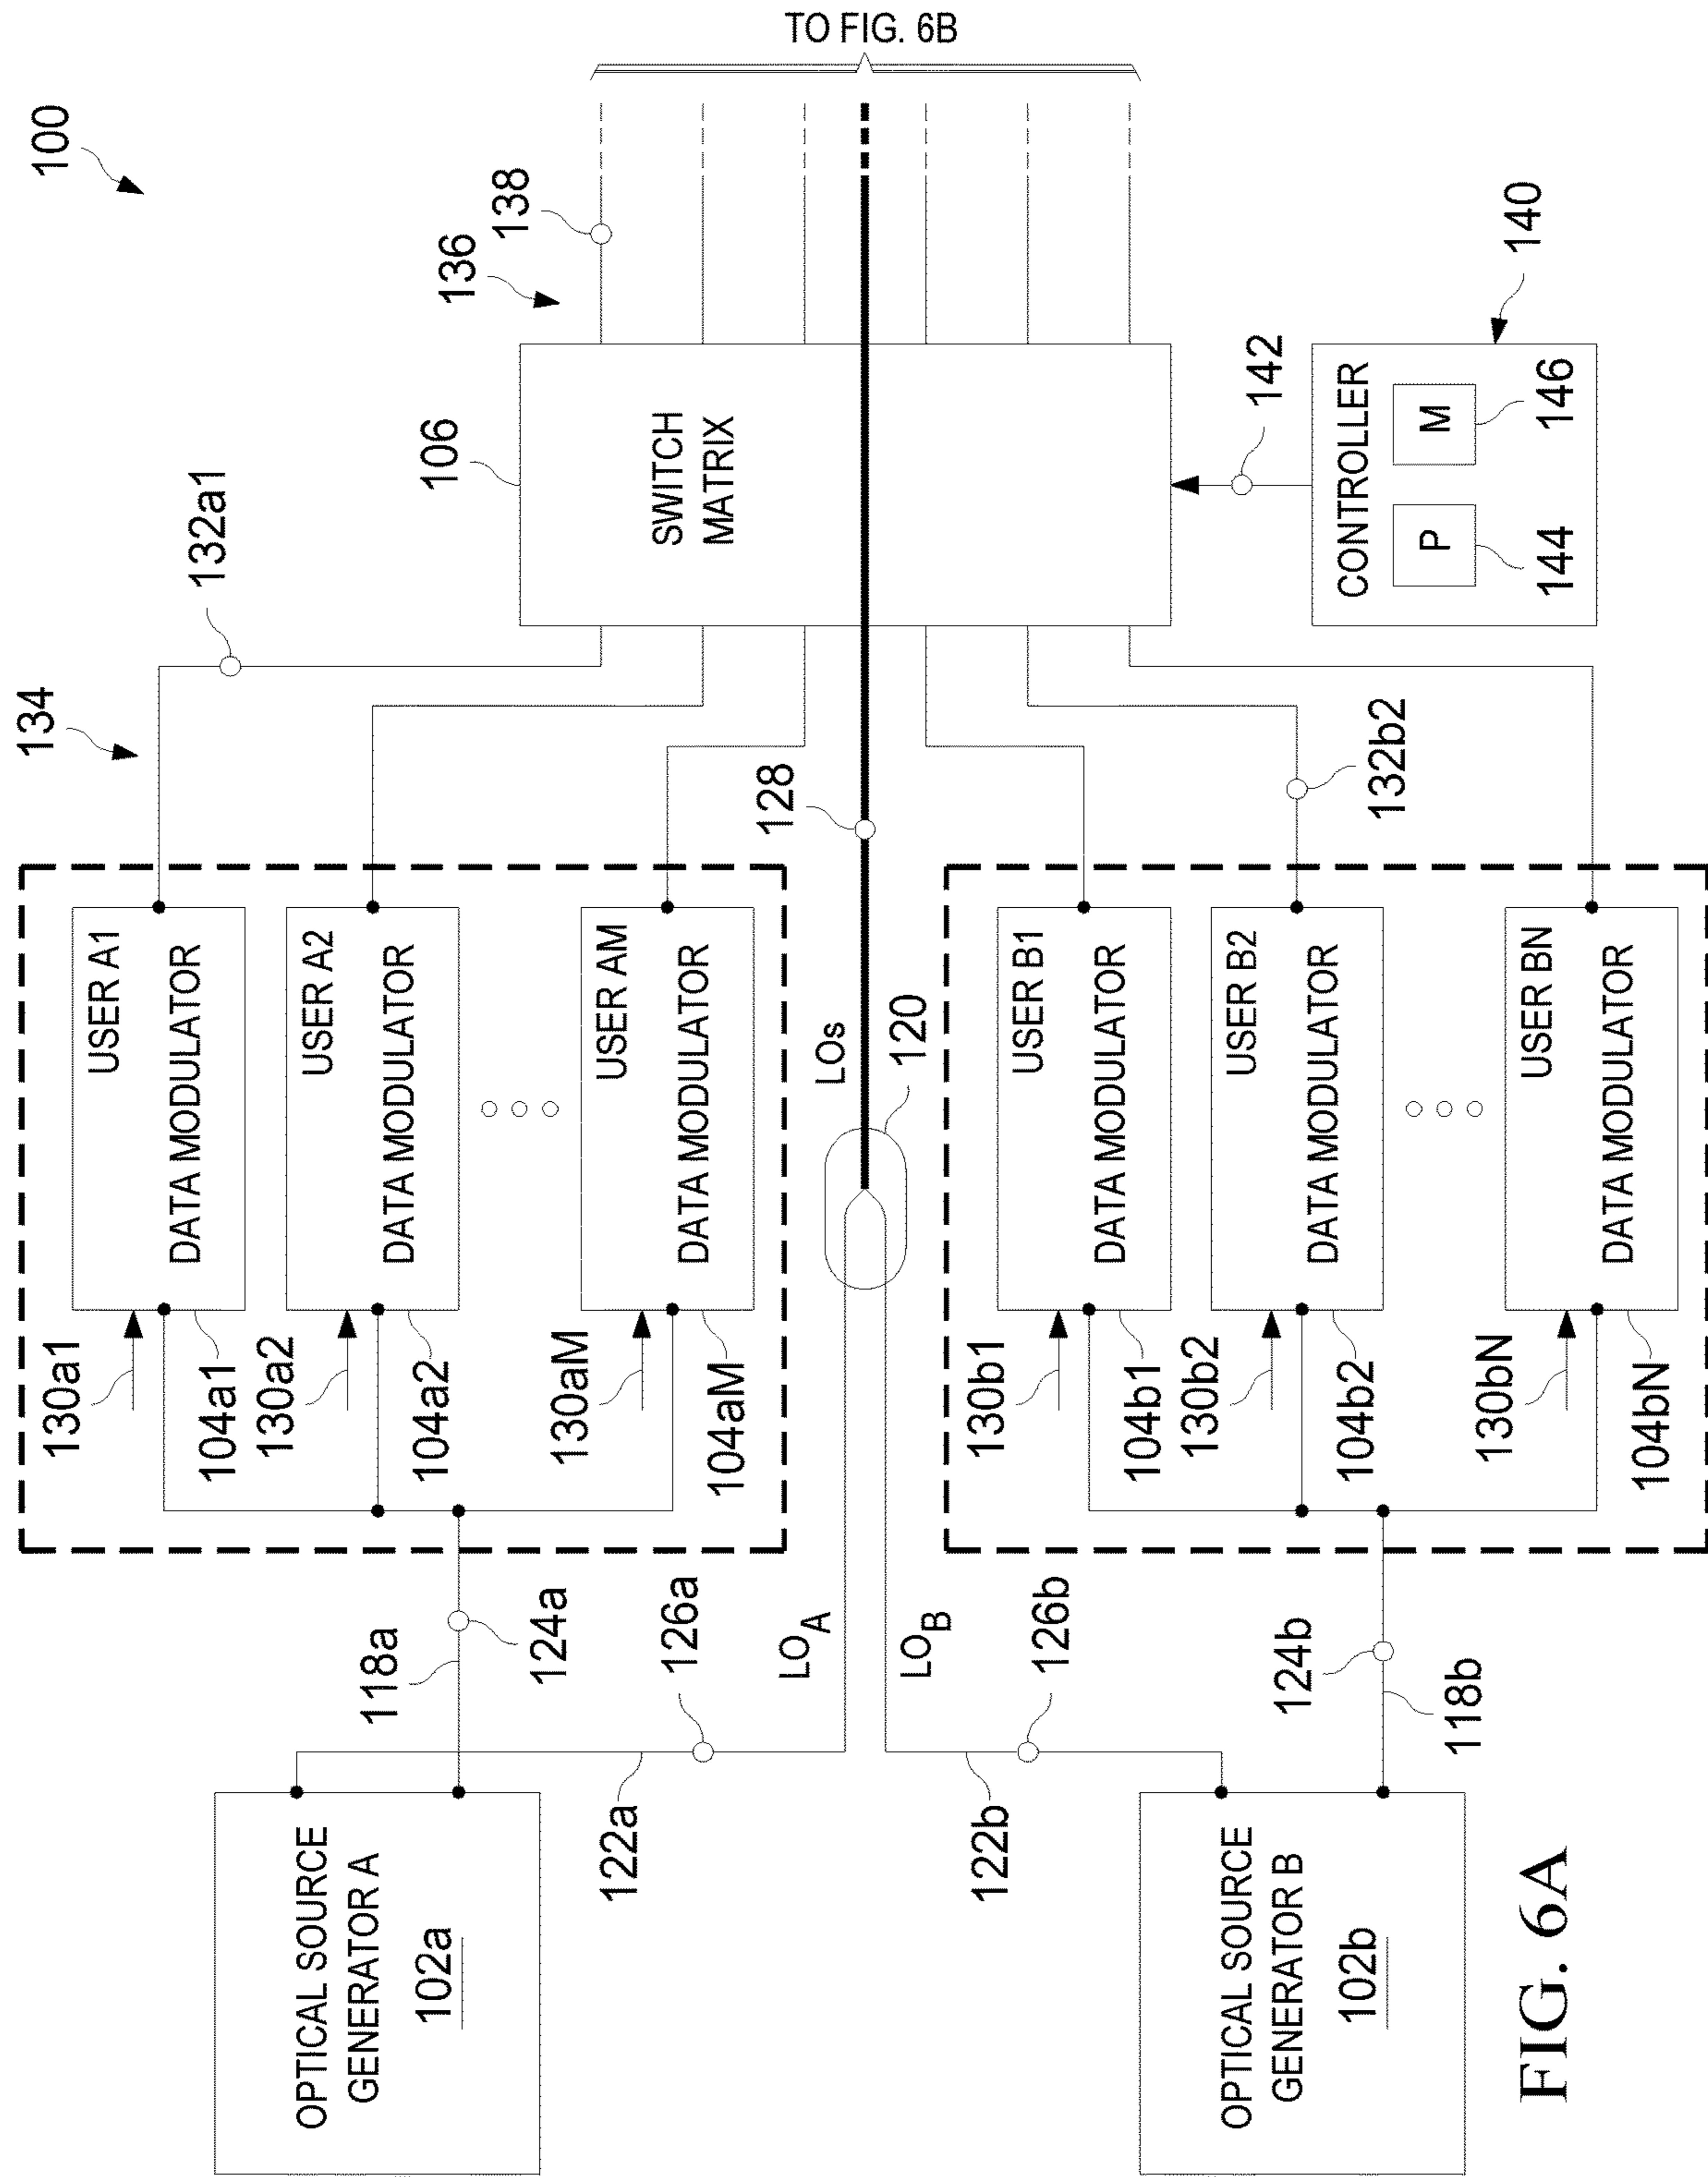 100
TO FIG. 6B
134
132a1
106
136
138
SWITCH
MATRIX
142
CONTROLLER
P
M
144
146
140
130a1
USER A1
DATA MODULATOR
104a1
130a2
USER A2
DATA MODULATOR
104a2
130aM
USER AM
DATA MODULATOR
104aM
118a
124a
OPTICAL SOURCE
GENERATOR A
102a
122a
126a
LO_A
LOs
128
120
LO_B
122b
126b
OPTICAL SOURCE
GENERATOR B
102b
124b
118b
130b1
USER B1
DATA MODULATOR
104b1
130b2
USER B2
DATA MODULATOR
104b2
132b2
130bN
USER BN
DATA MODULATOR
104bN
FIG. 6A